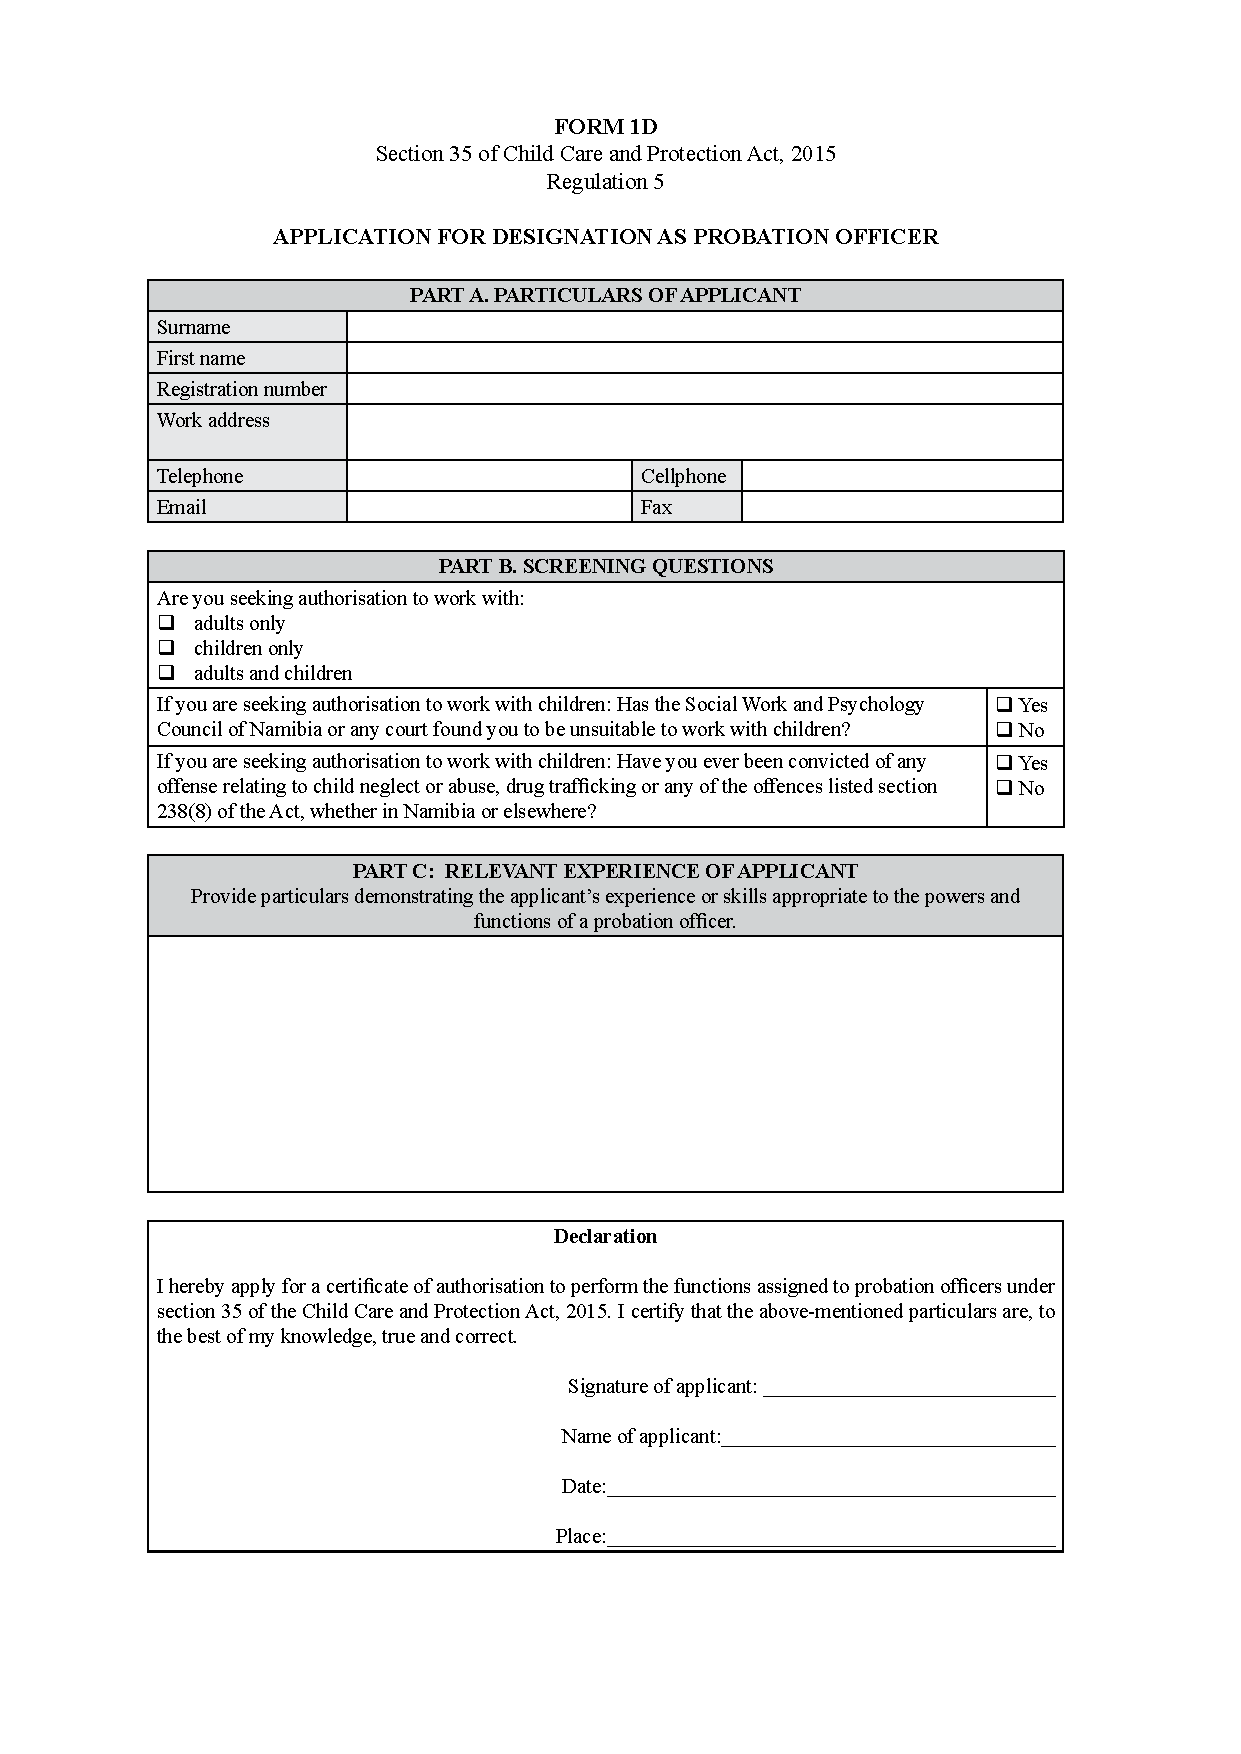 FORM 1D
Section 35 of Child Care and Protection Act, 2015
Regulation 5
APPLICATION FOR DESIGNATION AS PROBATION OFFICER
PART A. PARTICULARS OF APPLICANT
Surname
First name
Registration number
Work address
Telephone Cellphone
Email Fax
PART B. SCREENING QUESTIONS
Are you seeking authorisation to work with:
❑ adults only
❑ children only
❑ adults and children
If you are seeking authorisation to work with children: Has the Social Work and Psychology
Council of Namibia or any court found you to be unsuitable to work with children?
❑ Yes
❑ No
If you are seeking authorisation to work with children: Have you ever been convicted of any
offense relating to child neglect or abuse, drug trafficking or any of the offences listed section
238(8) of the Act, whether in Namibia or elsewhere?
❑ Yes
❑ No
PART C: RELEVANT EXPERIENCE OF APPLICANT
Provide particulars demonstrating the applicant’s experience or skills appropriate to the powers and
functions of a probation officer.
Declaration
I hereby apply for a certificate of authorisation to perform the functions assigned to probation officers under
section 35 of the Child Care and Protection Act, 2015. I certify that the above-mentioned particulars are, to
the best of my knowledge, true and correct.
Signature of applicant: ____________________________
Name of applicant:________________________________
Date:___________________________________________
Place:___________________________________________